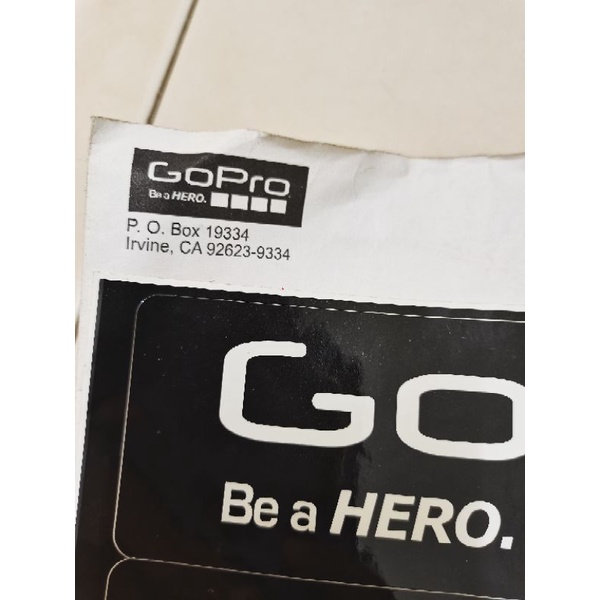 GoPro
Be a HERO.
P. O. Box 19334
Irvine, CA 92623-9334
Go
Be a HERO.